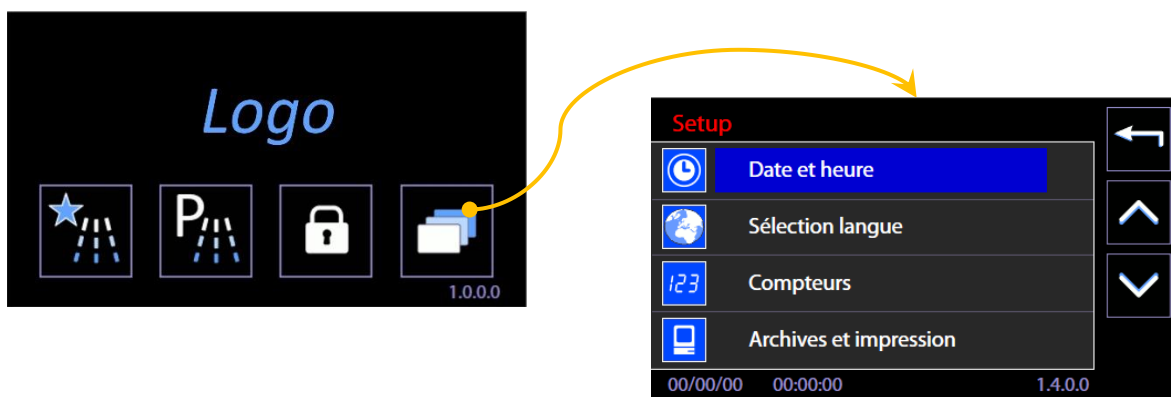 Logo
P
1.0.0.0
Setup
Date et heure
Sélection langue
123
Compteurs
Archives et impression
00/00/00 00:00:00 1.4.0.0